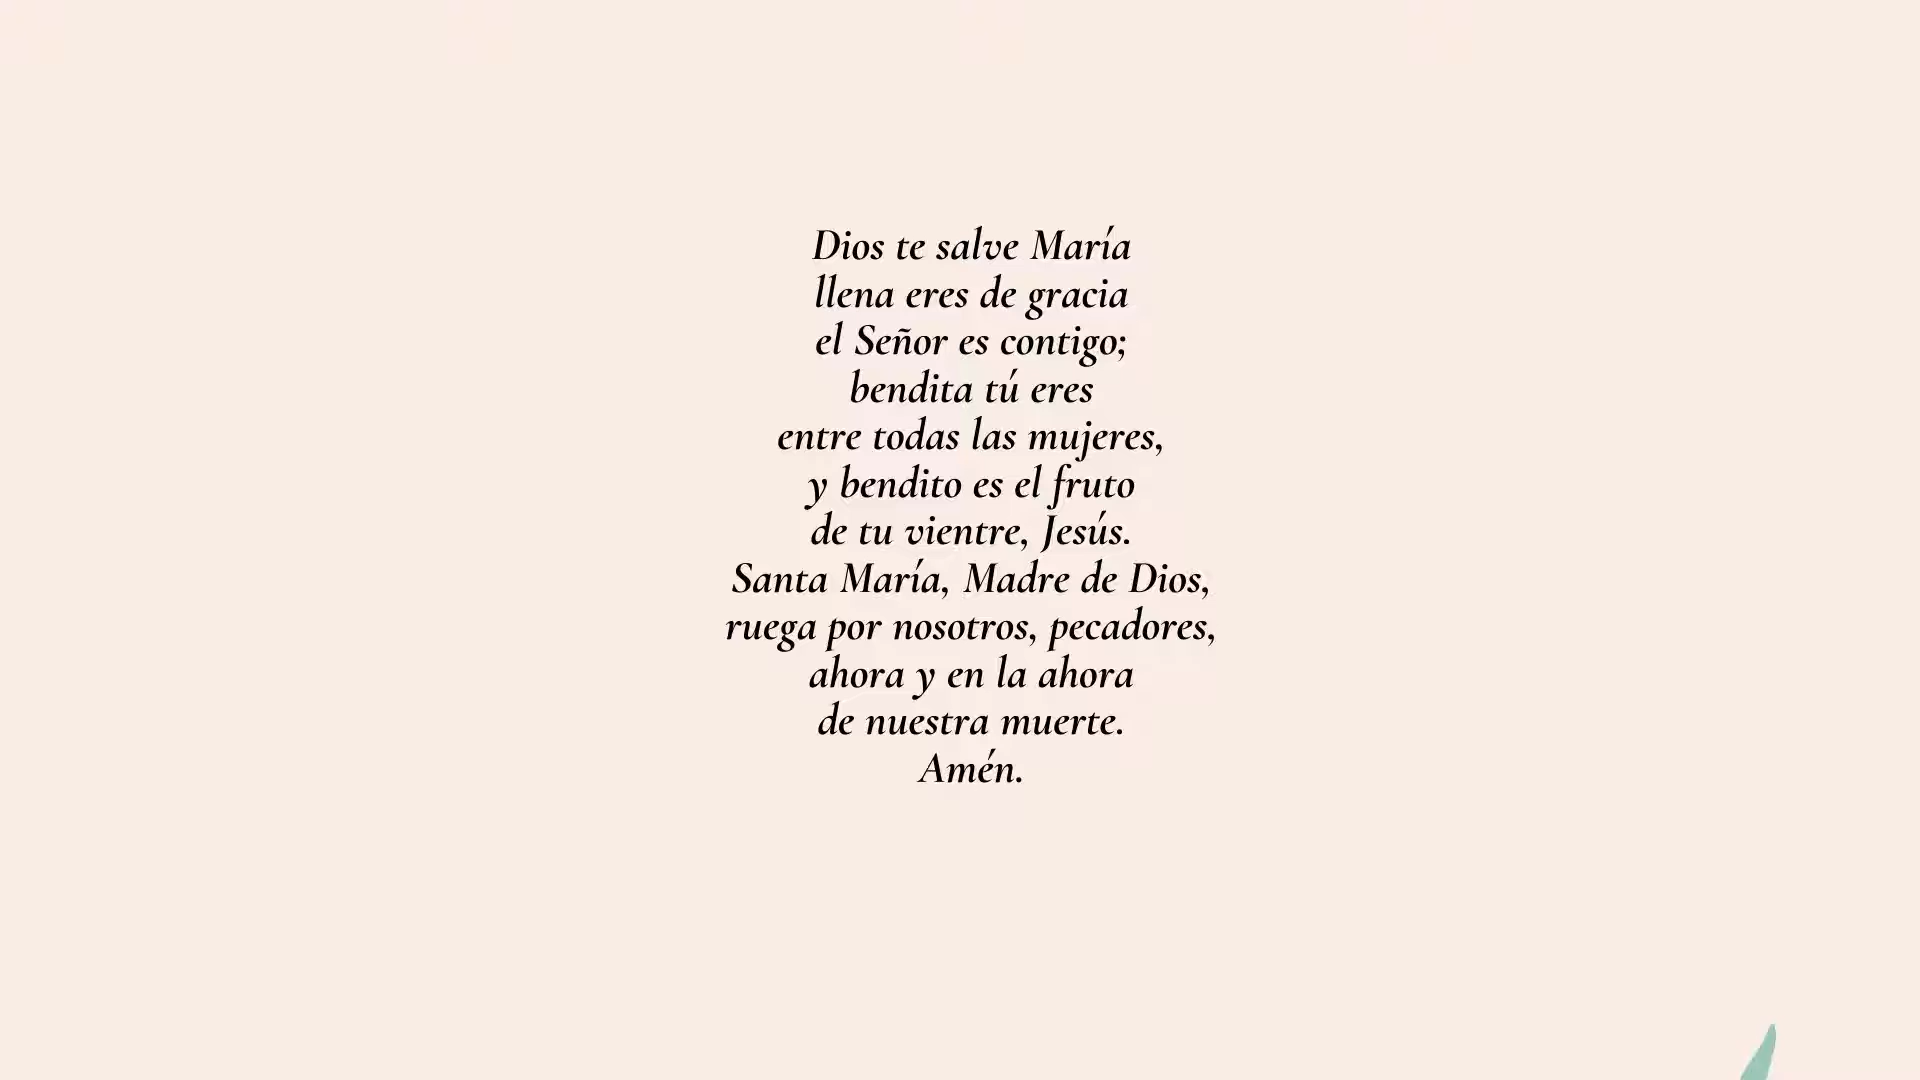 Dios te salve María
llena eres de gracia
el Señor es contigo;
bendita tú eres
entre todas las mujeres,
y bendito es el fruto
de tu vientre, Jesús.
Santa María, Madre de Dios,
ruega por nosotros, pecadores,
ahora y en la ahora
de nuestra muerte.
Amén.